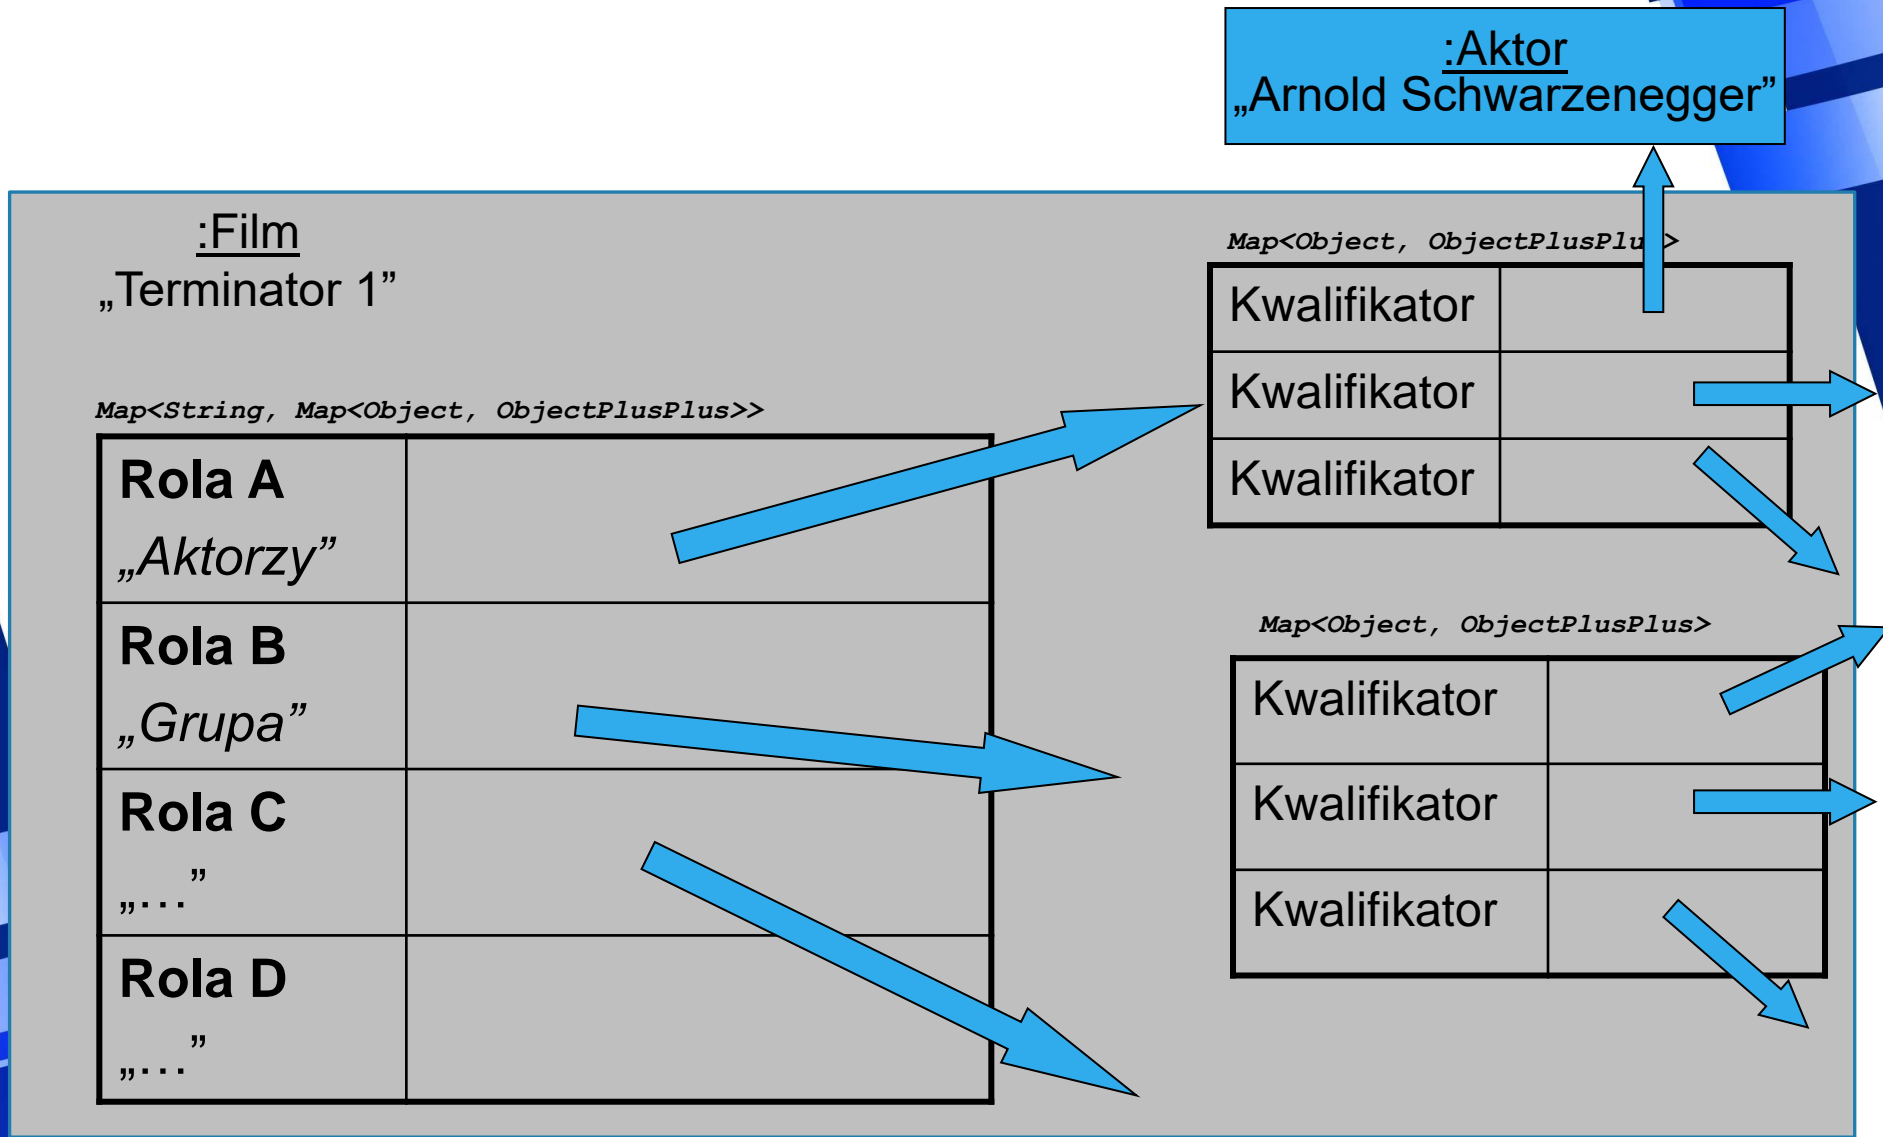 :Aktor
„Arnold Schwarzenegger”
:Film
„Terminator 1”
Map<String, Map<Object, ObjectPlusPlus>>
Rola A
„Aktorzy”
Rola B
„Grupa”
Rola C
„…”
Rola D
„…”
Map<Object, ObjectPlusPlus>
Kwalifikator
Kwalifikator
Kwalifikator
Map<Object, ObjectPlusPlus>
Kwalifikator
Kwalifikator
Kwalifikator